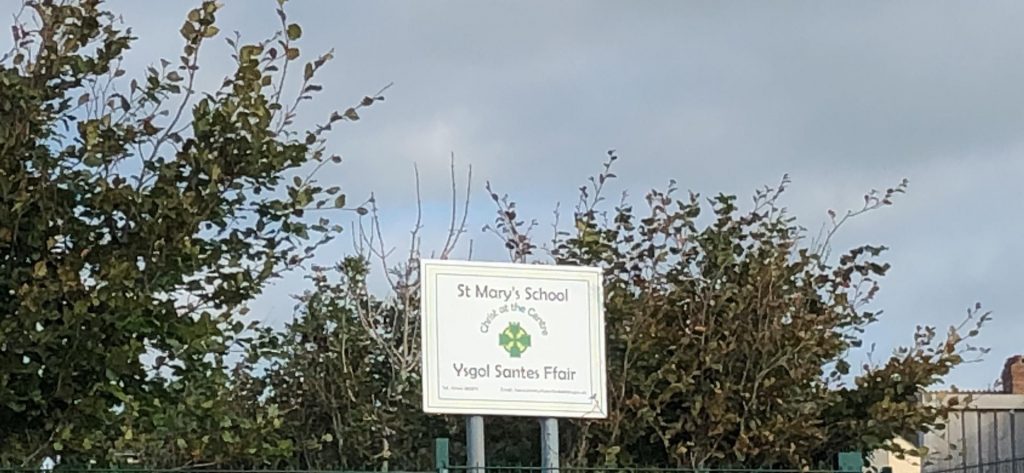 St Mary's School
Christ at the Centre
Ysgol Santes Ffair